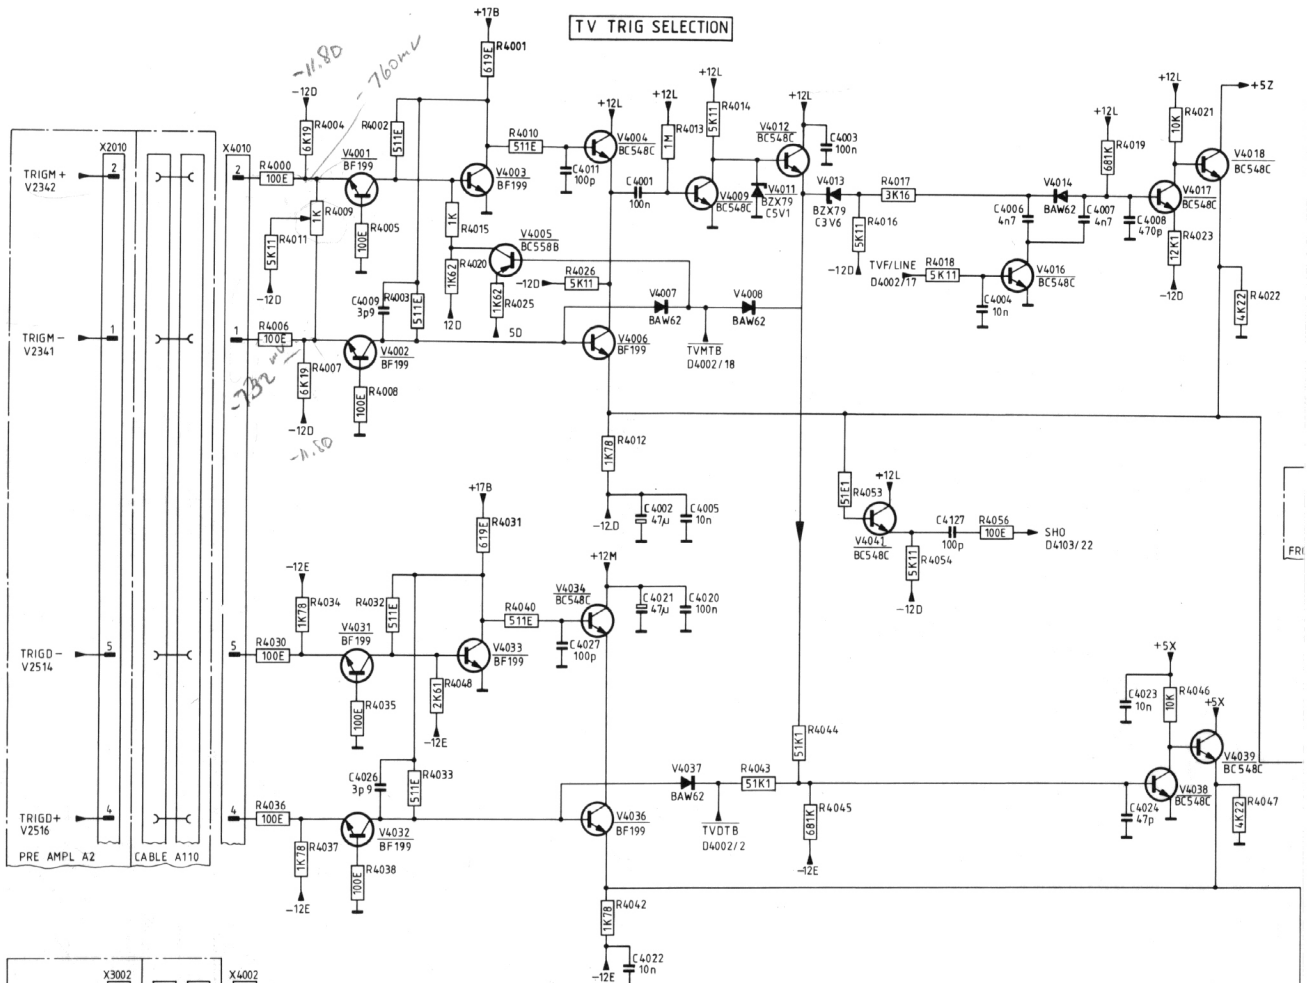 TV TRIG SELECTION
+17B
R4001
619E
-11.80
-760mv
-12D
R4004
6K19
R4002
511E
X2010
X4010
TRIGM+
V2342
2
2
R4000
100E
V4001
BF199
R4009
1K
R4005
100E
R4011
5K11
-12D
V4003
BF199
R4015
1K
R4010
511E
C4011
100p
+12L
V4004
BC548C
+12L
R4013
1M
C4001
100n
+12L
R4014
5K11
V4009
BC548C
V4011
BZX79
C5V1
+12L
V4012
BC548C
C4003
100n
V4013
BZX79
C3V6
R4016
5K11
-12D
R4017
3K16
C4006
4n7
V4014
BAW62
C4007
4n7
+12L
R4019
681K
C4008
470p
+12L
R4021
10K
V4017
BC548C
R4023
12K1
-12D
V4018
BC548C
+5Z
R4022
4K22
TVF/LINE
D4002/17
R4018
5K11
C4004
10n
V4016
BC548C
V4005
BC558B
R4020
1K62
12D
R4025
1K62
5D
-12D
R4026
5K11
V4007
BAW62
V4008
BAW62
TVMTB
D4002/18
C4009
3p9
R4003
511E
TRIGM-
V2341
1
1
R4006
100E
V4002
BF199
R4007
6K19
-12D
R4008
100E
-732 mv
-11.80
V4006
BF199
R4012
1K78
-12D
C4002
47µ
C4005
10n
R4053
51E1
+12L
V4041
BC548C
R4054
5K11
-12D
C4127
100p
R4056
100E
SHO
D4103/22
FR
+17B
R4031
619E
-12E
R4034
1K78
R4032
511E
TRIGD-
V2514
5
5
R4030
100E
V4031
BF199
R4035
100E
R4048
2K61
-12E
V4033
BF199
R4040
511E
C4027
100p
+12M
V4034
BC548C
C4021
47µ
C4020
100n
C4026
3p9
R4033
511E
TRIGD+
V2516
4
4
R4036
100E
V4032
BF199
R4037
1K78
-12E
R4038
100E
V4036
BF199
V4037
BAW62
R4043
51K1
TVDTB
D4002/2
R4044
51K1
R4045
681K
-12E
C4023
10n
+5X
R4046
10K
+5X
V4039
BC548C
V4038
BC548C
C4024
47p
R4047
4K22
R4042
1K78
-12E
C4022
10n
PRE AMPL A2
CABLE A110
X3002
X4002